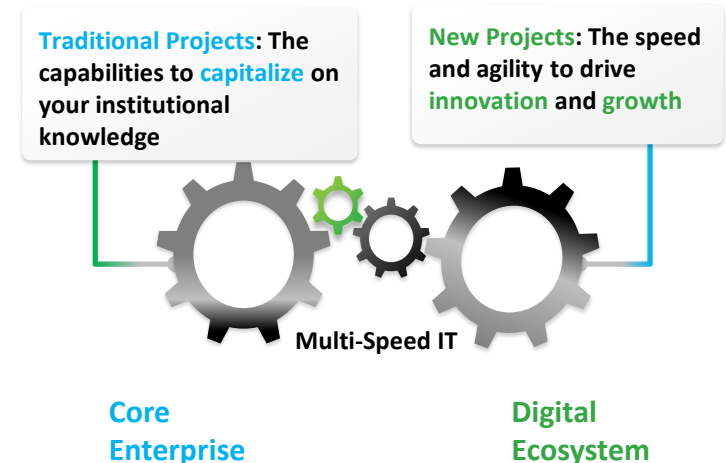 Traditional Projects: The
capabilities to capitalize on
your institutional
knowledge
New Projects: The speed
and agility to drive
innovation and growth
Multi-Speed IT
Core
Enterprise
Digital
Ecosystem